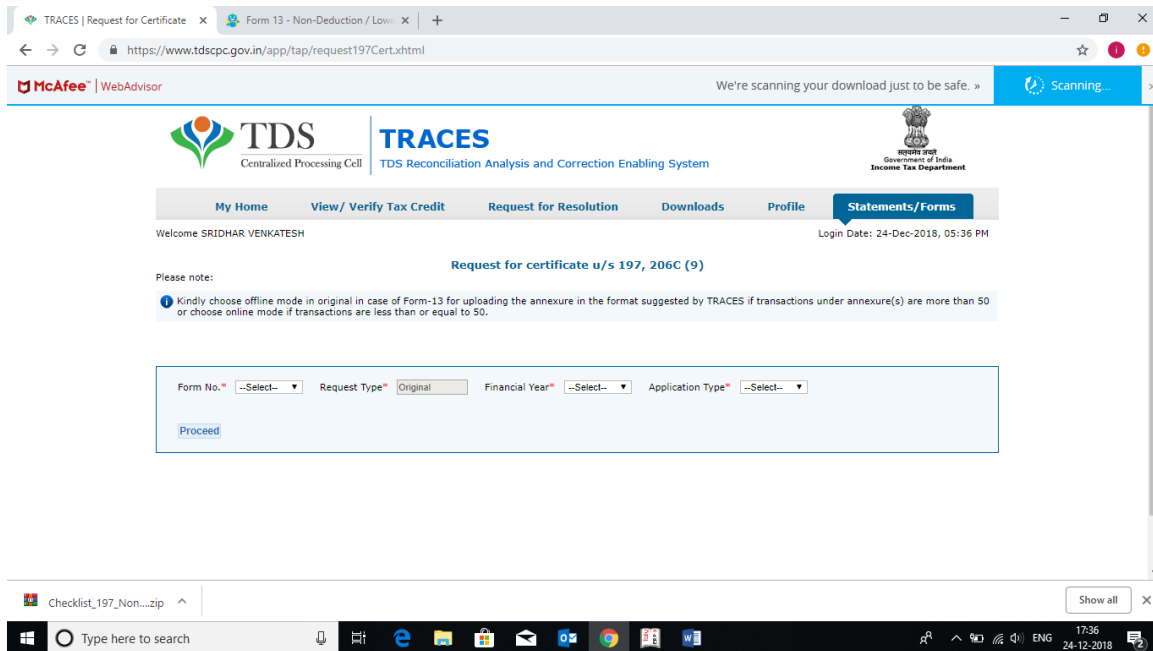 TRACES | Request for Certificate
Form 13 - Non-Deduction / Lowe
https://www.tdscpc.gov.in/app/tap/request197Cert.xhtml
McAfee™ | WebAdvisor
We're scanning your download just to be safe. »
Scanning...
TDS
Centralized Processing Cell
TRACES
TDS Reconciliation Analysis and Correction Enabling System
सत्यमेव जयते
Government of India
Income Tax Department
My Home View/ Verify Tax Credit Request for Resolution Downloads Profile Statements/Forms
Welcome SRIDHAR VENKATESH
Login Date: 24-Dec-2018, 05:36 PM
Request for certificate u/s 197, 206C (9)
Please note:
Kindly choose offline mode in original in case of Form-13 for uploading the annexure in the format suggested by TRACES if transactions under annexure(s) are more than 50
or choose online mode if transactions are less than or equal to 50.
Form No.* --Select-- Request Type* Original Financial Year* --Select-- Application Type* --Select--
Proceed
Checklist_197_Non....zip
Show all
Type here to search
ENG
17:36
24-12-2018
2